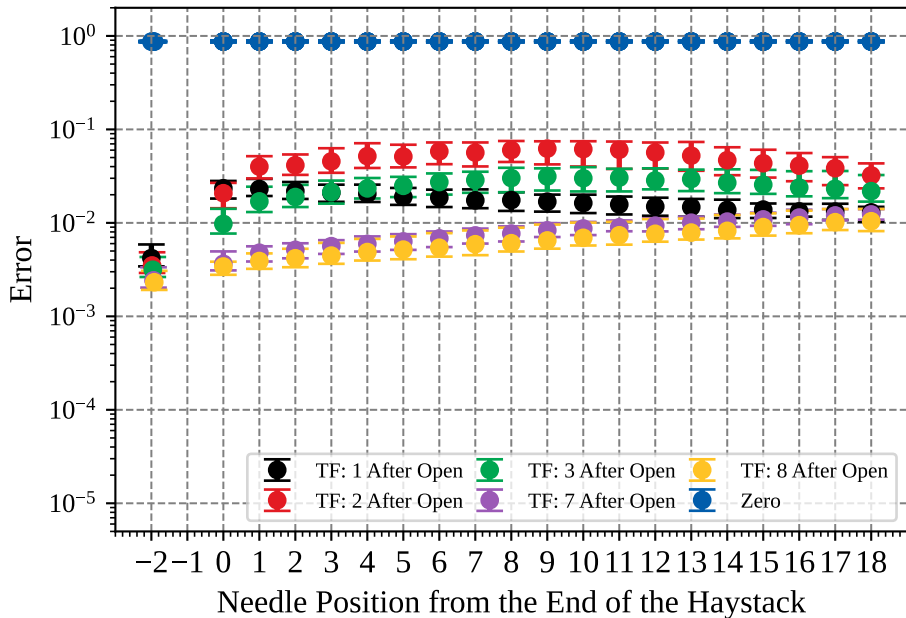 10⁰
10⁻¹
10⁻²
10⁻³
10⁻⁴
10⁻⁵
Error
TF: 1 After Open TF: 3 After Open TF: 8 After Open
TF: 2 After Open TF: 7 After Open Zero
−2 −1 0 1 2 3 4 5 6 7 8 9 10 11 12 13 14 15 16 17 18
Needle Position from the End of the Haystack